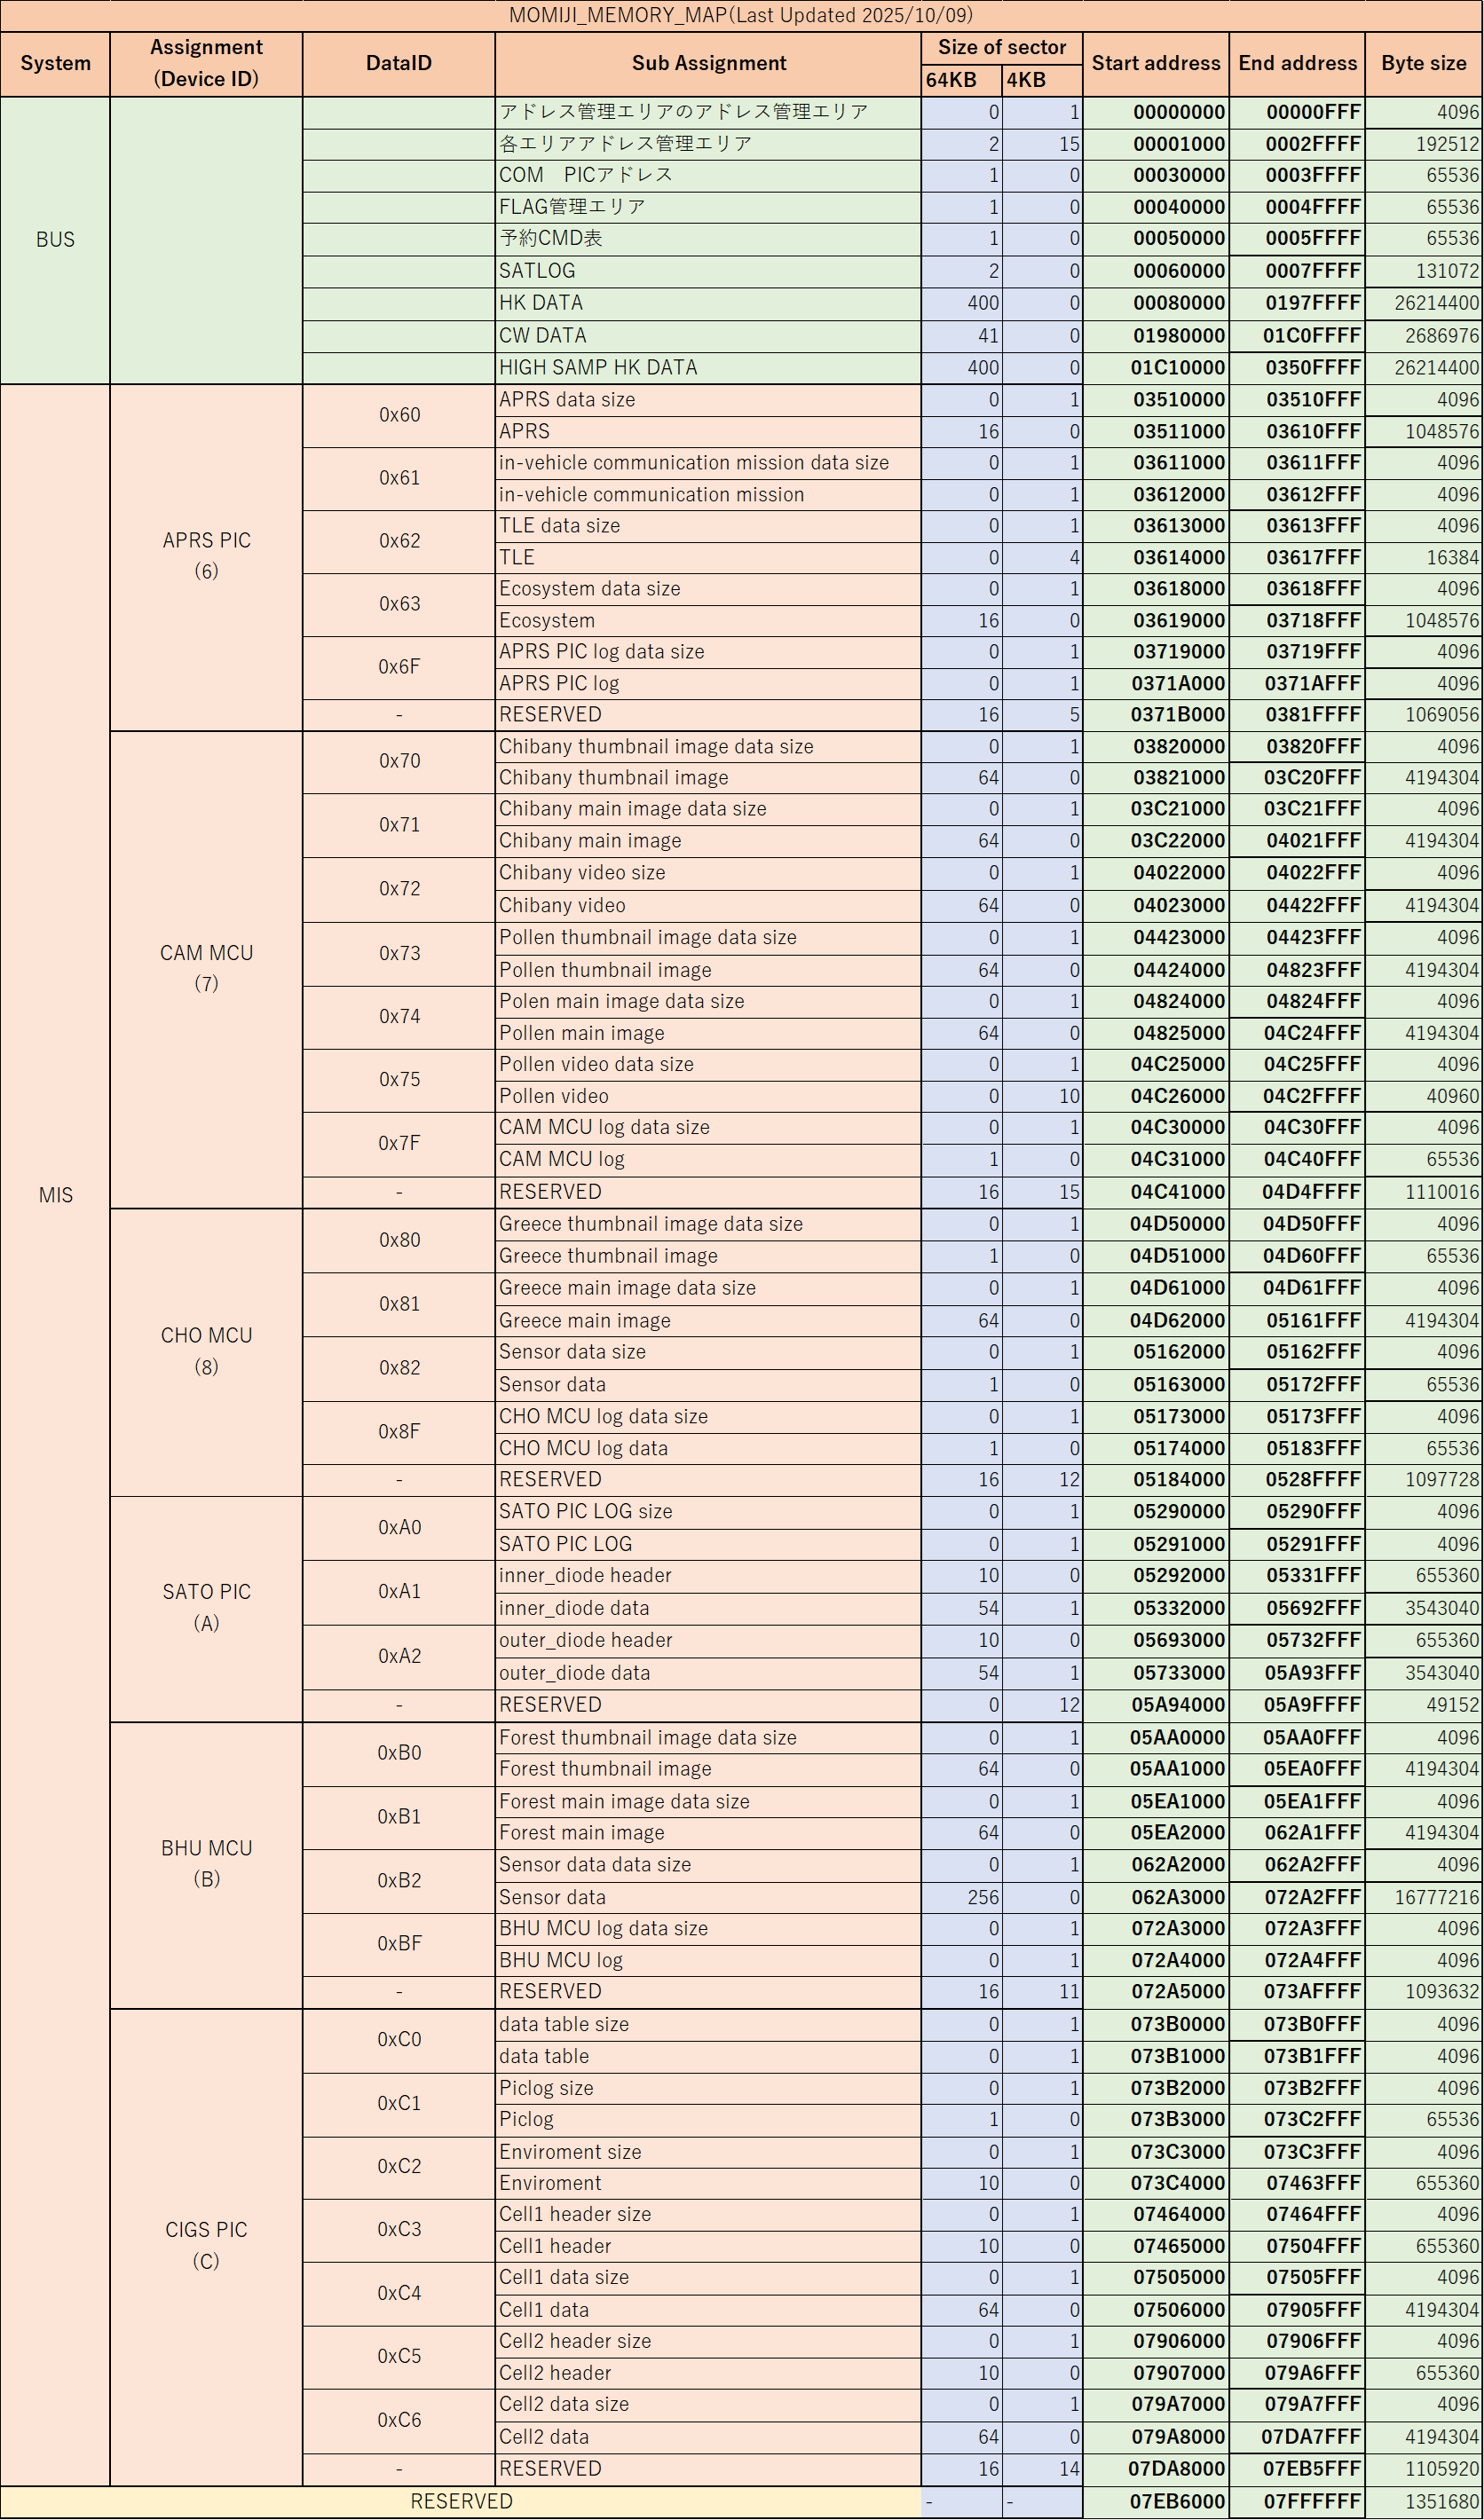 MOMIJI_MEMORY_MAP(Last Updated 2025/10/09)
System Assignment (Device ID) DataID Sub Assignment Size of sector 64KB 4KB Start address End address Byte size
BUS
アドレス管理エリアのアドレス管理エリア 0 1 00000000 00000FFF 4096
各エリアアドレス管理エリア 2 15 00001000 0002FFFF 192512
COM　PICアドレス 1 0 00030000 0003FFFF 65536
FLAG管理エリア 1 0 00040000 0004FFFF 65536
予約CMD表 1 0 00050000 0005FFFF 65536
SATLOG 2 0 00060000 0007FFFF 131072
HK DATA 400 0 00080000 0197FFFF 26214400
CW DATA 41 0 01980000 01C0FFFF 2686976
HIGH SAMP HK DATA 400 0 01C10000 0350FFFF 26214400
MIS
APRS PIC
(6)
0x60
APRS data size 0 1 03510000 03510FFF 4096
APRS 16 0 03511000 03610FFF 1048576
0x61
in-vehicle communication mission data size 0 1 03611000 03611FFF 4096
in-vehicle communication mission 0 1 03612000 03612FFF 4096
0x62
TLE data size 0 1 03613000 03613FFF 4096
TLE 0 4 03614000 03617FFF 16384
0x63
Ecosystem data size 0 1 03618000 03618FFF 4096
Ecosystem 16 0 03619000 03718FFF 1048576
0x6F
APRS PIC log data size 0 1 03719000 03719FFF 4096
APRS PIC log 0 1 0371A000 0371AFFF 4096
- RESERVED 16 5 0371B000 0381FFFF 1069056
CAM MCU
(7)
0x70
Chibany thumbnail image data size 0 1 03820000 03820FFF 4096
Chibany thumbnail image 64 0 03821000 03C20FFF 4194304
0x71
Chibany main image data size 0 1 03C21000 03C21FFF 4096
Chibany main image 64 0 03C22000 04021FFF 4194304
0x72
Chibany video size 0 1 04022000 04022FFF 4096
Chibany video 64 0 04023000 04422FFF 4194304
0x73
Pollen thumbnail image data size 0 1 04423000 04423FFF 4096
Pollen thumbnail image 64 0 04424000 04823FFF 4194304
0x74
Polen main image data size 0 1 04824000 04824FFF 4096
Pollen main image 64 0 04825000 04C24FFF 4194304
0x75
Pollen video data size 0 1 04C25000 04C25FFF 4096
Pollen video 0 10 04C26000 04C2FFFF 40960
0x7F
CAM MCU log data size 0 1 04C30000 04C30FFF 4096
CAM MCU log 1 0 04C31000 04C40FFF 65536
- RESERVED 16 15 04C41000 04D4FFFF 1110016
CHO MCU
(8)
0x80
Greece thumbnail image data size 0 1 04D50000 04D50FFF 4096
Greece thumbnail image 1 0 04D51000 04D60FFF 65536
0x81
Greece main image data size 0 1 04D61000 04D61FFF 4096
Greece main image 64 0 04D62000 05161FFF 4194304
0x82
Sensor data size 0 1 05162000 05162FFF 4096
Sensor data 1 0 05163000 05172FFF 65536
0x8F
CHO MCU log data size 0 1 05173000 05173FFF 4096
CHO MCU log data 1 0 05174000 05183FFF 65536
- RESERVED 16 12 05184000 0528FFFF 1097728
SATO PIC
(A)
0xA0
SATO PIC LOG size 0 1 05290000 05290FFF 4096
SATO PIC LOG 0 1 05291000 05291FFF 4096
0xA1
inner_diode header 10 0 05292000 05331FFF 655360
inner_diode data 54 1 05332000 05692FFF 3543040
0xA2
outer_diode header 10 0 05693000 05732FFF 655360
outer_diode data 54 1 05733000 05A93FFF 3543040
- RESERVED 0 12 05A94000 05A9FFFF 49152
BHU MCU
(B)
0xB0
Forest thumbnail image data size 0 1 05AA0000 05AA0FFF 4096
Forest thumbnail image 64 0 05AA1000 05EA0FFF 4194304
0xB1
Forest main image data size 0 1 05EA1000 05EA1FFF 4096
Forest main image 64 0 05EA2000 062A1FFF 4194304
0xB2
Sensor data data size 0 1 062A2000 062A2FFF 4096
Sensor data 256 0 062A3000 072A2FFF 16777216
0xBF
BHU MCU log data size 0 1 072A3000 072A3FFF 4096
BHU MCU log 0 1 072A4000 072A4FFF 4096
- RESERVED 16 11 072A5000 073AFFFF 1093632
CIGS PIC
(C)
0xC0
data table size 0 1 073B0000 073B0FFF 4096
data table 0 1 073B1000 073B1FFF 4096
0xC1
Piclog size 0 1 073B2000 073B2FFF 4096
Piclog 1 0 073B3000 073C2FFF 65536
0xC2
Enviroment size 0 1 073C3000 073C3FFF 4096
Enviroment 10 0 073C4000 07463FFF 655360
0xC3
Cell1 header size 0 1 07464000 07464FFF 4096
Cell1 header 10 0 07465000 07504FFF 655360
0xC4
Cell1 data size 0 1 07505000 07505FFF 4096
Cell1 data 64 0 07506000 07905FFF 4194304
0xC5
Cell2 header size 0 1 07906000 07906FFF 4096
Cell2 header 10 0 07907000 079A6FFF 655360
0xC6
Cell2 data size 0 1 079A7000 079A7FFF 4096
Cell2 data 64 0 079A8000 07DA7FFF 4194304
- RESERVED 16 14 07DA8000 07EB5FFF 1105920
RESERVED - - 07EB6000 07FFFFFF 1351680